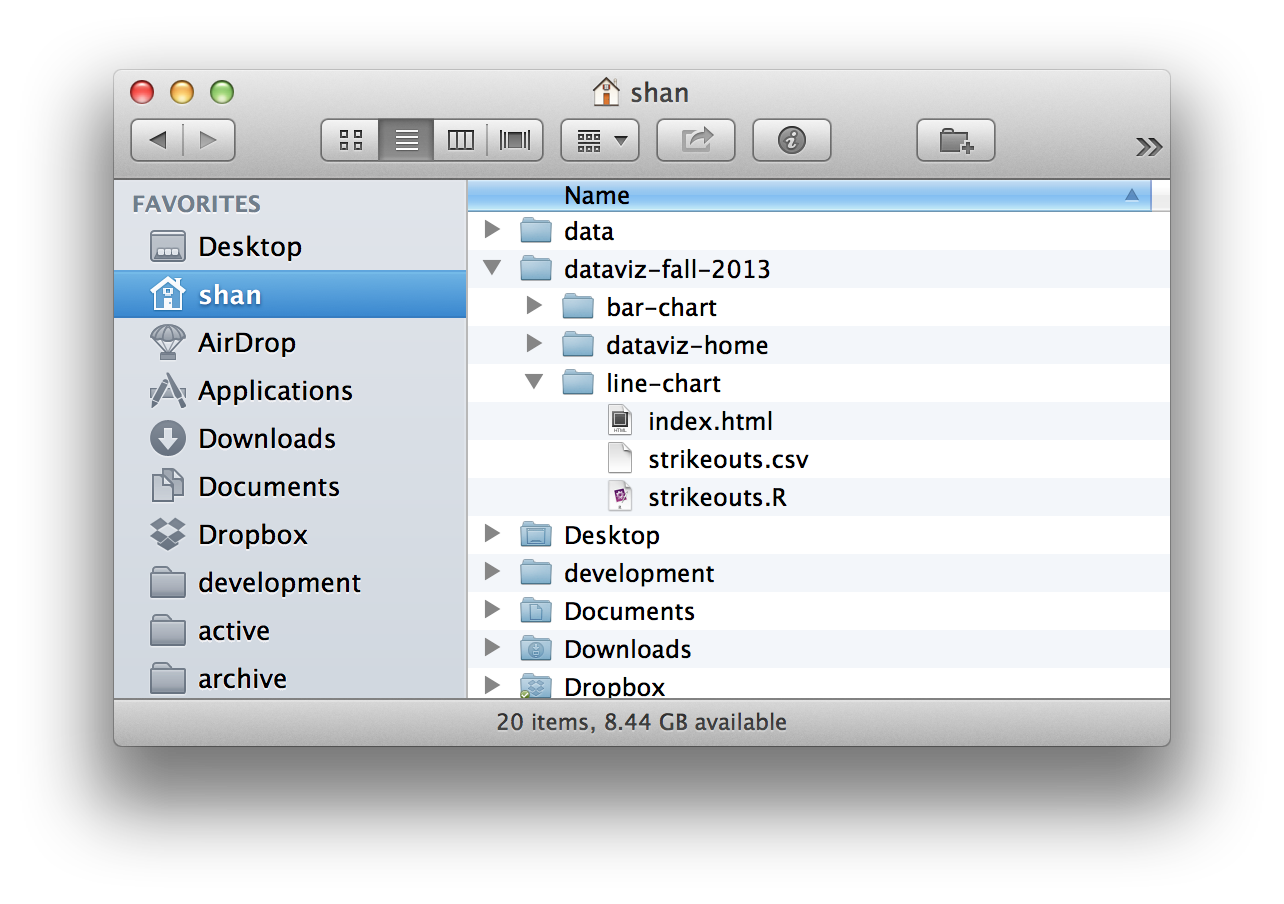 shan
FAVORITES
Desktop
shan
AirDrop
Applications
Downloads
Documents
Dropbox
development
active
archive
Name
data
dataviz-fall-2013
bar-chart
dataviz-home
line-chart
index.html
strikeouts.csv
strikeouts.R
Desktop
development
Documents
Downloads
Dropbox
20 items, 8.44 GB available